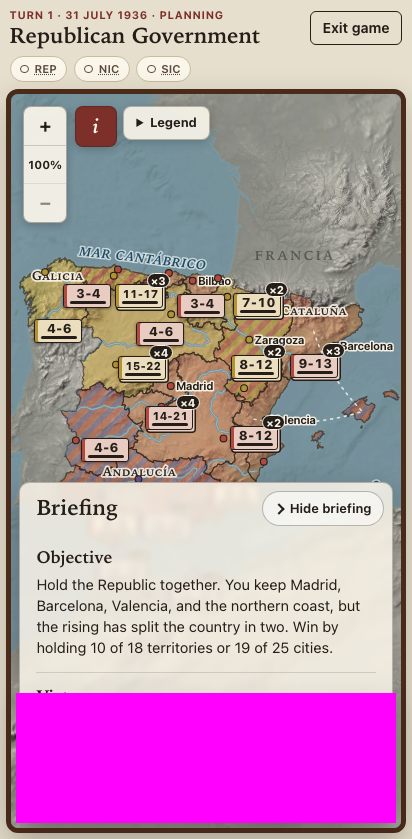 TURN 1 · 31 JULY 1936 · PLANNING
Republican Government
Exit game
REP
NIC
SIC
+
100%
−
i
Legend
MAR CANTÁBRICO
FRANCIA
GALICIA
Bilbao
3-4
×3
11-17
3-4
×2
7-10
CATALUÑA
4-6
4-6
Zaragoza
×3
Barcelona
×4
15-22
×2
8-12
9-13
Madrid
×4
14-21
×2
8-12
4-6
ANDALUCÍA
Briefing
Hide briefing
Objective
Hold the Republic together. You keep Madrid,
Barcelona, Valencia, and the northern coast, but
the rising has split the country in two. Win by
holding 10 of 18 territories or 19 of 25 cities.